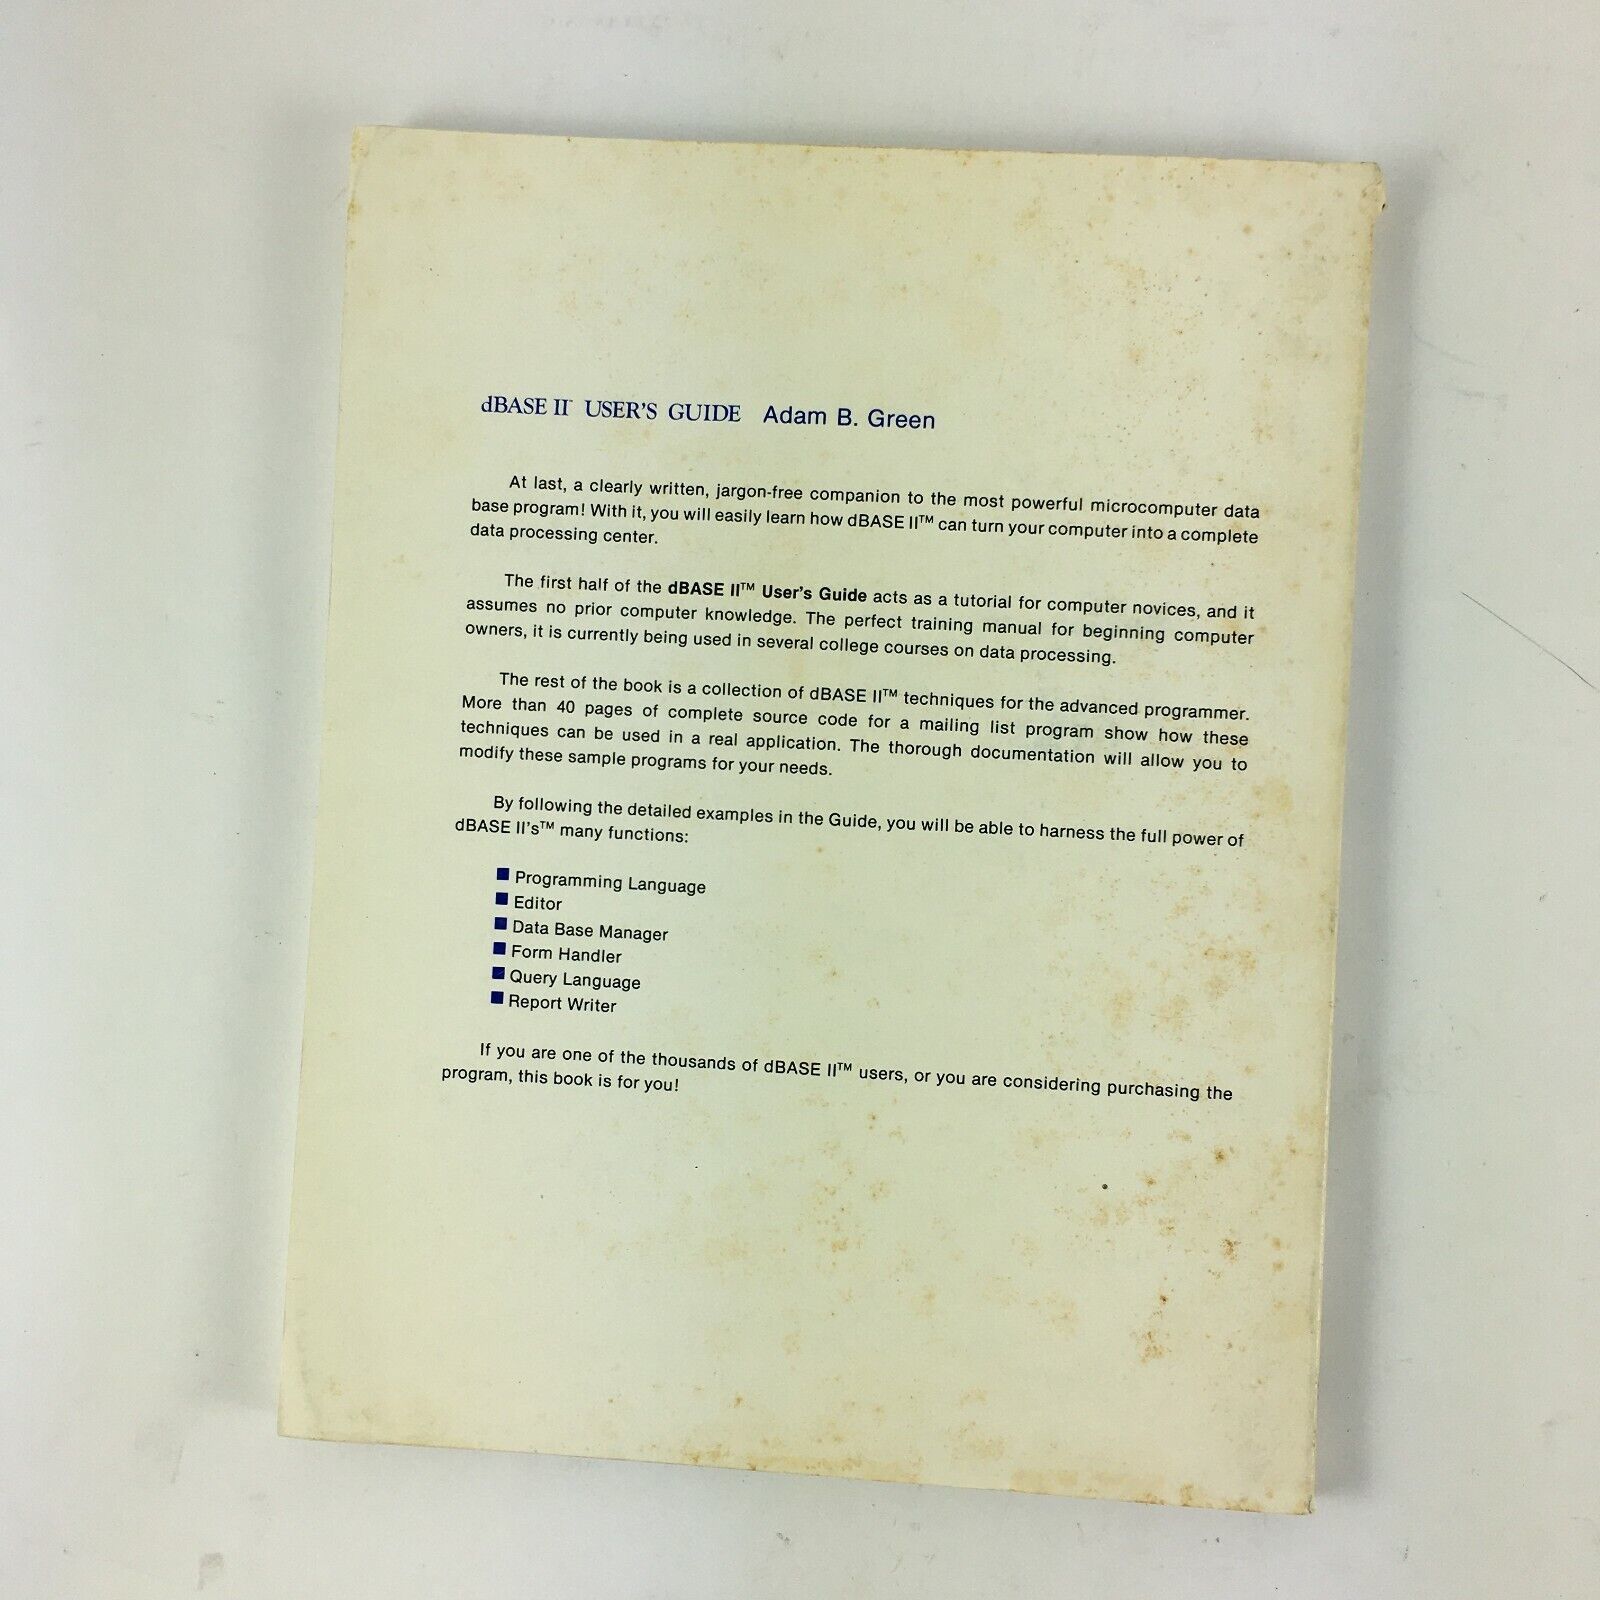 dBASE II™ USER'S GUIDE Adam B. Green
At last, a clearly written, jargon-free companion to the most powerful microcomputer data
base program! With it, you will easily learn how dBASE II™ can turn your computer into a complete
data processing center.
The first half of the dBASE II™ User's Guide acts as a tutorial for computer novices, and it
assumes no prior computer knowledge. The perfect training manual for beginning computer
owners, it is currently being used in several college courses on data processing.
The rest of the book is a collection of dBASE II™ techniques for the advanced programmer.
More than 40 pages of complete source code for a mailing list program show how these
techniques can be used in a real application. The thorough documentation will allow you to
modify these sample programs for your needs.
By following the detailed examples in the Guide, you will be able to harness the full power of
dBASE II's™ many functions:
■ Programming Language
■ Editor
■ Data Base Manager
■ Form Handler
■ Query Language
■ Report Writer
If you are one of the thousands of dBASE II™ users, or you are considering purchasing the
program, this book is for you!